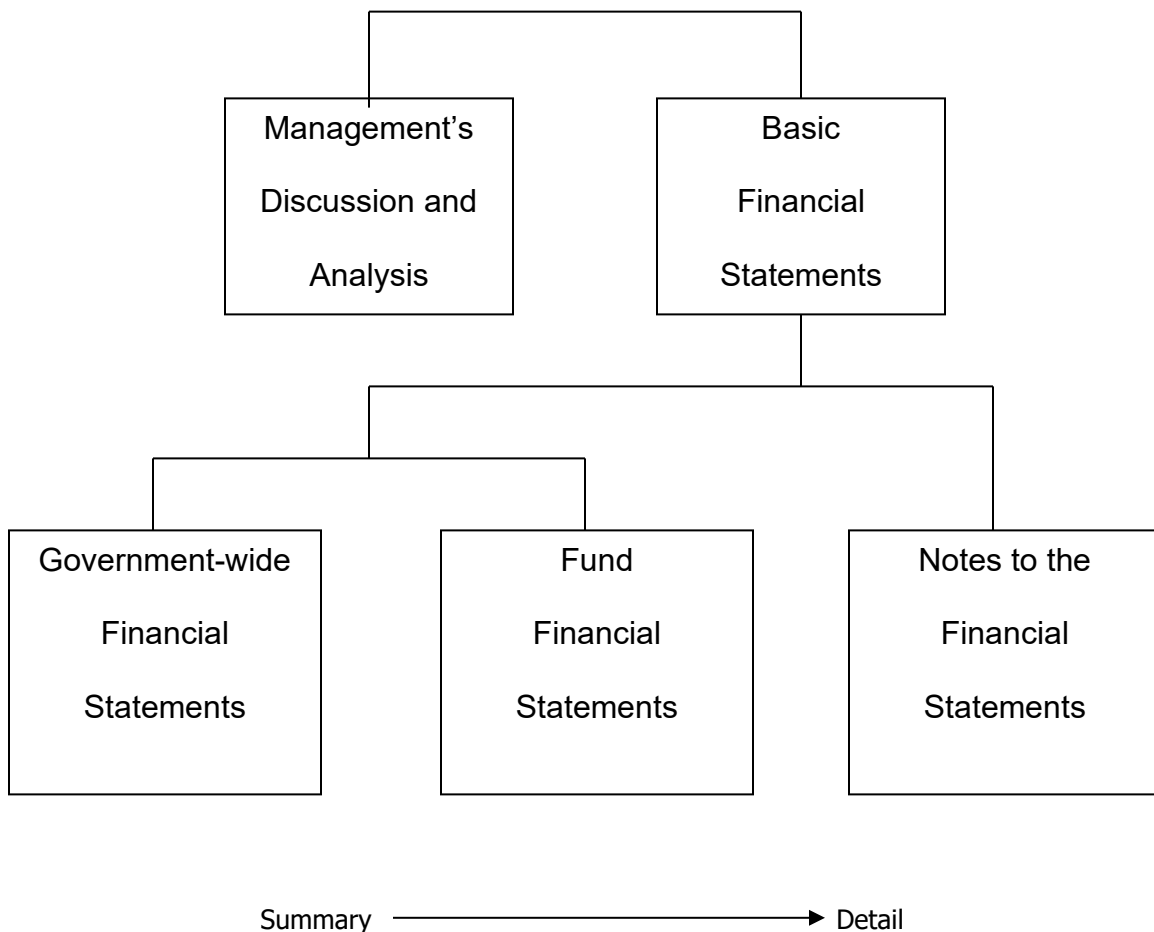 Management’s
Discussion and
Analysis
Basic
Financial
Statements
Government-wide
Financial
Statements
Fund
Financial
Statements
Notes to the
Financial
Statements
Summary
Detail